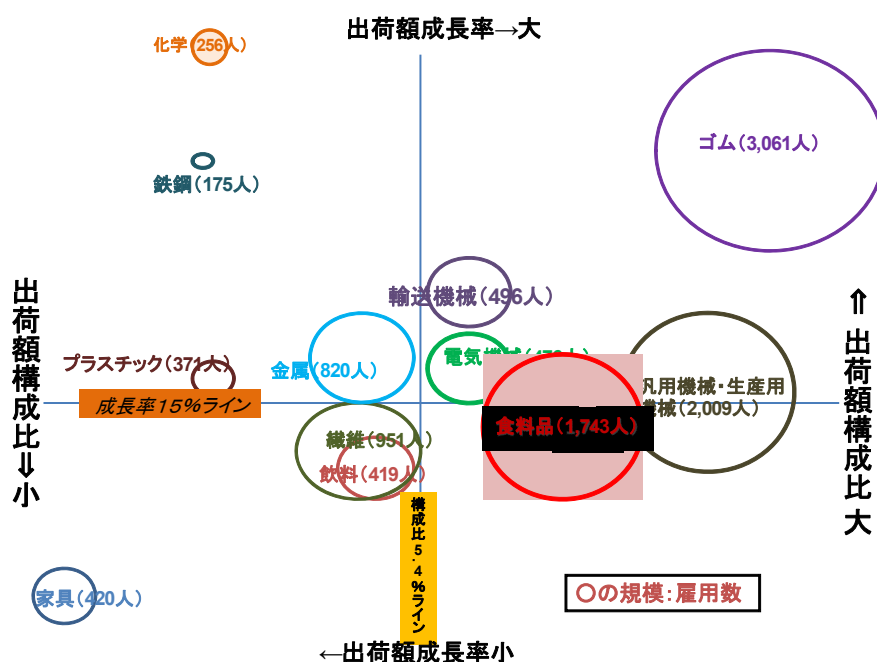 出荷額成長率→大
化学（256人）
ゴム（3,061人）
鉄鋼（175人）
出荷額構成比⇓小
⇑出荷額構成比 大
輸送機械（496人）
プラスチック（371人）
金属（820人）
電気機械
成長率１５％ライン
汎用機械・生産用
機械（2,009人）
食料品（1,743人）
繊維（951人）
飲料（419人）
構成比５.４％ライン
家具（420人）
〇の規模：雇用数
←出荷額成長率小